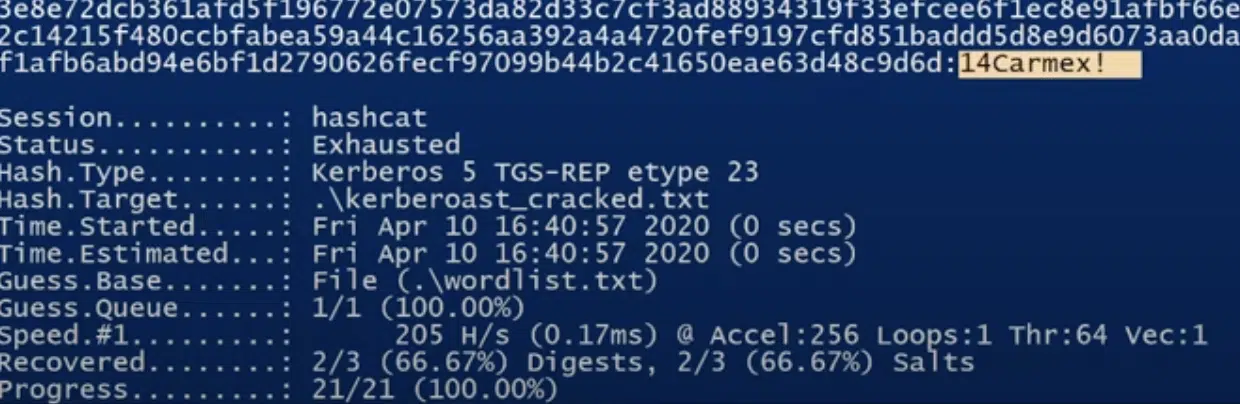 3e8e72dcb361afd5f196772e07573da82d33c7cf3ad88934319f33efcee6f1ec8e91afbf66e
2c14215f480ccbfabea59a44c16256aa392a4a4720fef9197cfd851baddd5d8e9d6073aa0da
f1afb6abd94e6bf1d2790626fecf97099b44b2c41650eae63d48c9d6d:14Carmex!
Session..........: hashcat
Status...........: Exhausted
Hash.Type........: Kerberos 5 TGS-REP etype 23
Hash.Target......: .\kerberoast_cracked.txt
Time.Started.....: Fri Apr 10 16:40:57 2020 (0 secs)
Time.Estimated...: Fri Apr 10 16:40:57 2020 (0 secs)
Guess.Base.......: File (.\wordlist.txt)
Guess.Queue......: 1/1 (100.00%)
Speed.#1.........:      205 H/s (0.17ms) @ Accel:256 Loops:1 Thr:64 Vec:1
Recovered........: 2/3 (66.67%) Digests, 2/3 (66.67%) Salts
Progress.........: 21/21 (100.00%)